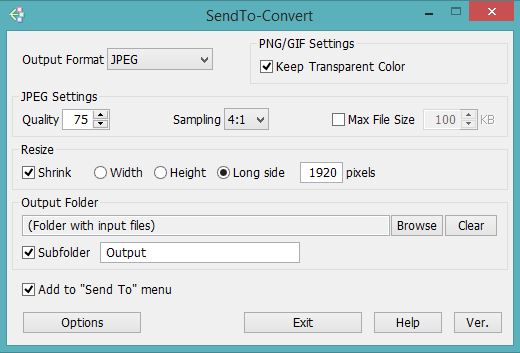 SendTo-Convert
Output Format JPEG
PNG/GIF Settings
Keep Transparent Color
JPEG Settings
Quality 75 Sampling 4:1 Max File Size 100 KB
Resize
Shrink Width Height Long side 1920 pixels
Output Folder
(Folder with input files) Browse Clear
Subfolder Output
Add to "Send To" menu
Options Exit Help Ver.